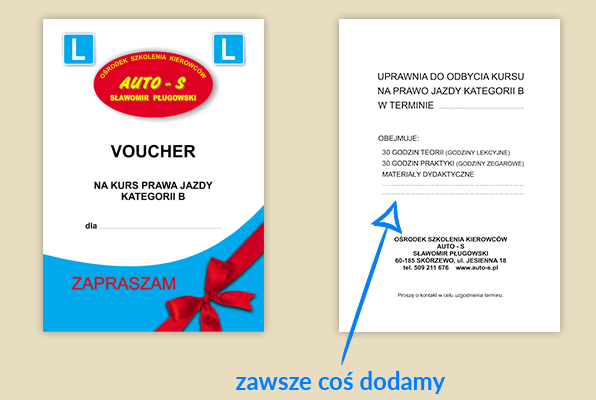 L
L
OŚRODEK SZKOLENIA KIEROWCÓW
AUTO - S
SŁAWOMIR PŁUGOWSKI
VOUCHER
NA KURS PRAWA JAZDY
KATEGORII B
dla
ZAPRASZAM
UPRAWNIA DO ODBYCIA KURSU
NA PRAWO JAZDY KATEGORII B
W TERMINIE
OBEJMUJE:
30 GODZIN TEORII (GODZINY LEKCYJNE)
30 GODZIN PRAKTYKI (GODZINY ZEGAROWE)
MATERIAŁY DYDAKTYCZNE
OŚRODEK SZKOLENIA KIEROWCÓW
AUTO - S
SŁAWOMIR PŁUGOWSKI
60-185 SKÓRZEWO, ul. JESIENNA 18
tel. 509 211 676 www.auto-s.pl
Proszę o kontakt w celu uzgodnienia terminu.
zawsze coś dodamy